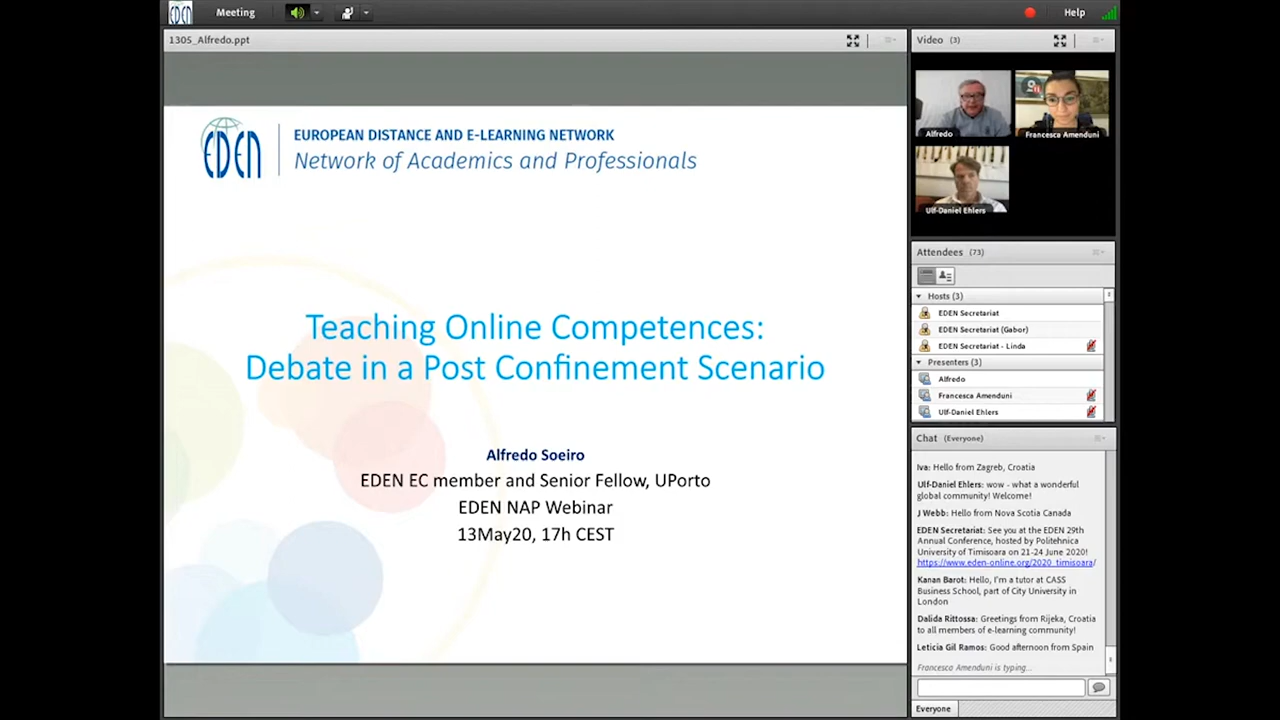 EDEN
Meeting
Help
1305_Alfredo.ppt
EDEN
EUROPEAN DISTANCE AND E-LEARNING NETWORK
Network of Academics and Professionals
Teaching Online Competences:
Debate in a Post Confinement Scenario
Alfredo Soeiro
EDEN EC member and Senior Fellow, UPorto
EDEN NAP Webinar
13May20, 17h CEST
Video (3)
Alfredo
Francesca Amenduni
Ulf-Daniel Ehlers
Attendees (73)
Hosts (3)
EDEN Secretariat
EDEN Secretariat (Gabor)
EDEN Secretariat - Linda
Presenters (3)
Alfredo
Francesca Amenduni
Ulf-Daniel Ehlers
Chat (Everyone)
Iva: Hello from Zagreb, Croatia
Ulf-Daniel Ehlers: wow - what a wonderful
global community! Welcome!
J Webb: Hello from Nova Scotia Canada
EDEN Secretariat: See you at the EDEN 29th
Annual Conference, hosted by Politehnica
University of Timisoara on 21-24 June 2020!
https://www.eden-online.org/2020_timisoara/
Kanan Barot: Hello, I'm a tutor at CASS
Business School, part of City University in
London
Dalida Rittossa: Greetings from Rijeka, Croatia
to all members of e-learning community!
Leticia Gil Ramos: Good afternoon from Spain
Francesca Amenduni is typing...
Everyone